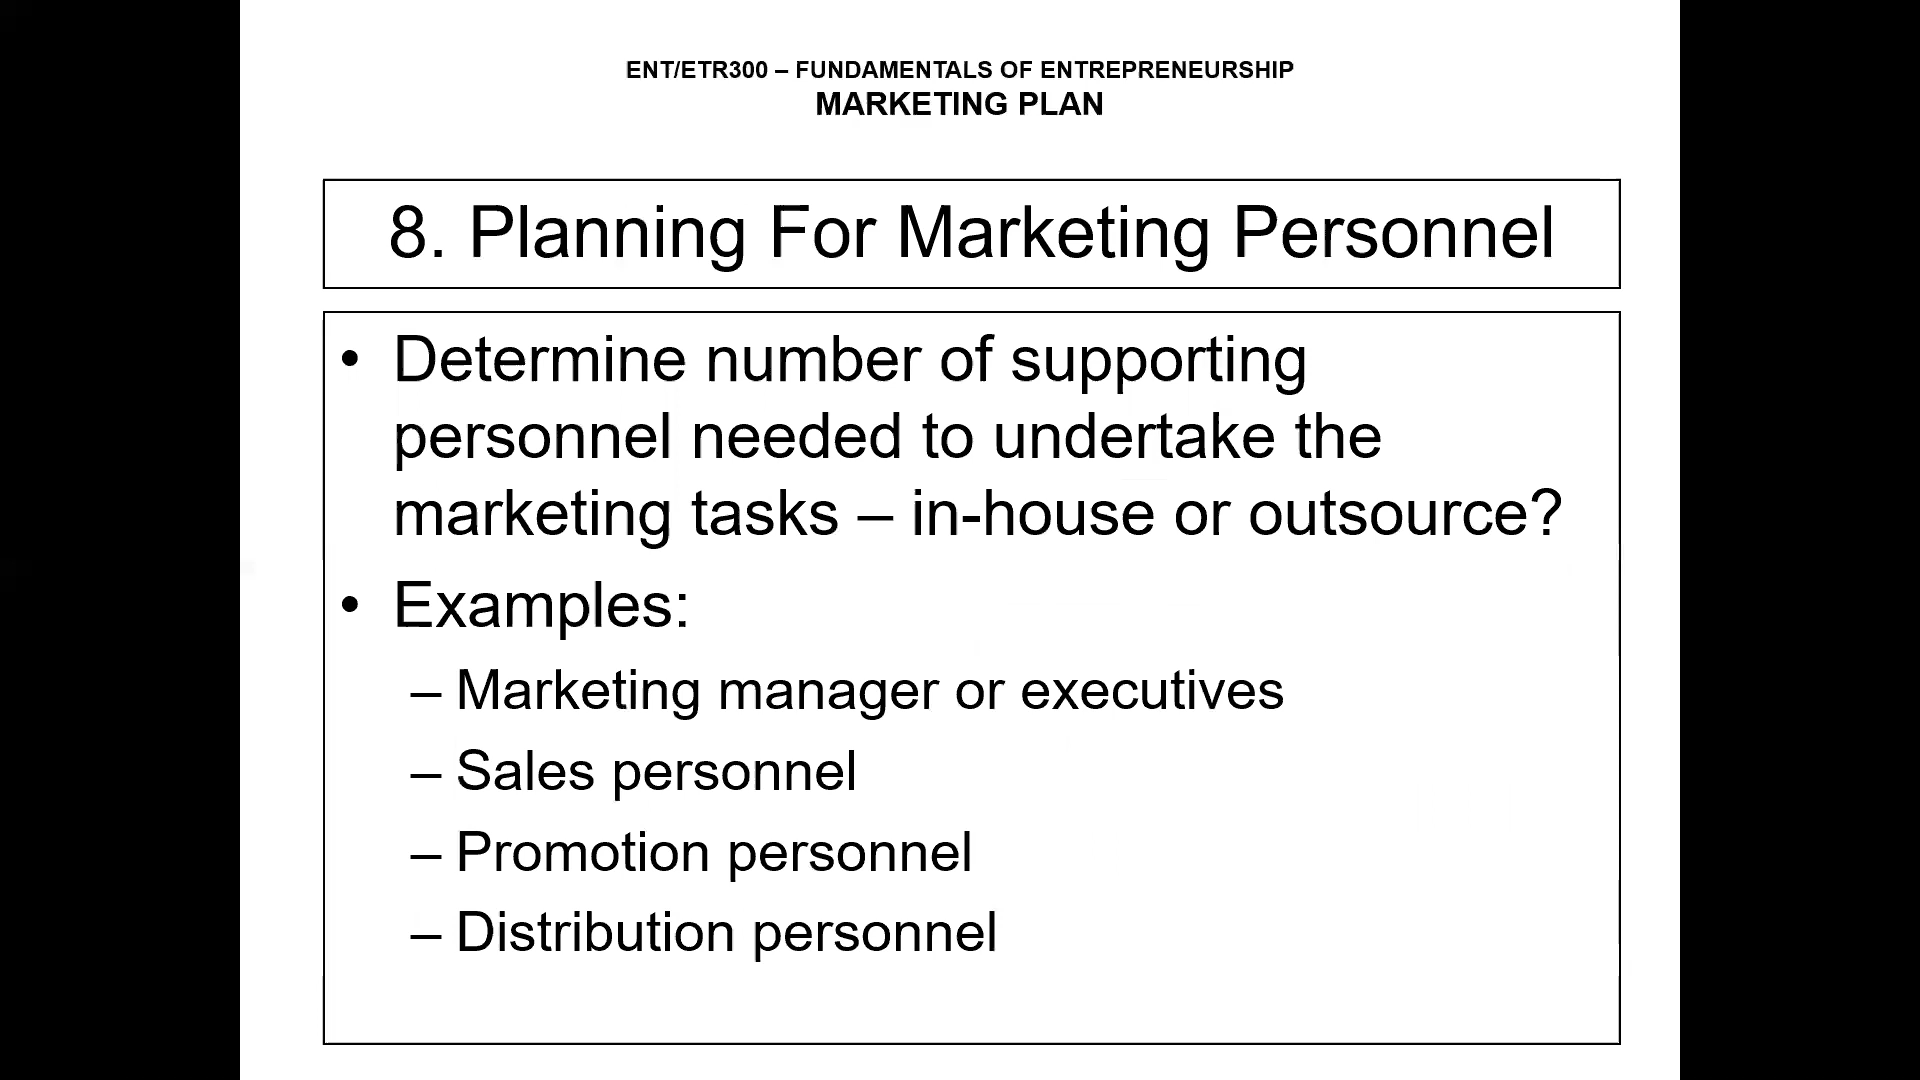 ENT/ETR300 – FUNDAMENTALS OF ENTREPRENEURSHIP
MARKETING PLAN
8. Planning For Marketing Personnel
• Determine number of supporting
personnel needed to undertake the
marketing tasks – in-house or outsource?
• Examples:
– Marketing manager or executives
– Sales personnel
– Promotion personnel
– Distribution personnel